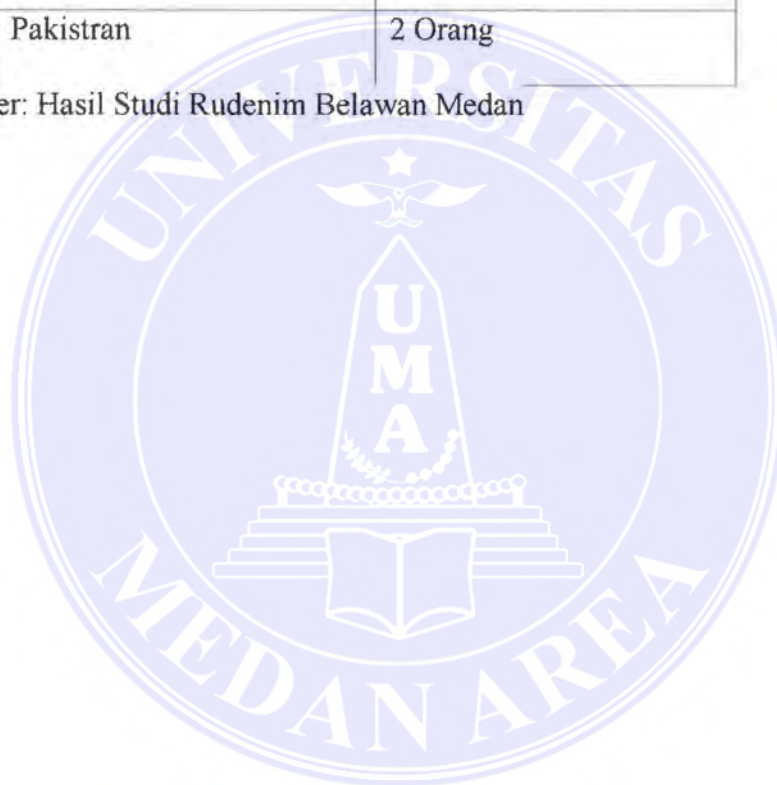 Pakistran 2 Orang
er: Hasil Studi Rudenim Belawan Medan
UNIVERSITAS
U
M
A
MEDAN AREA